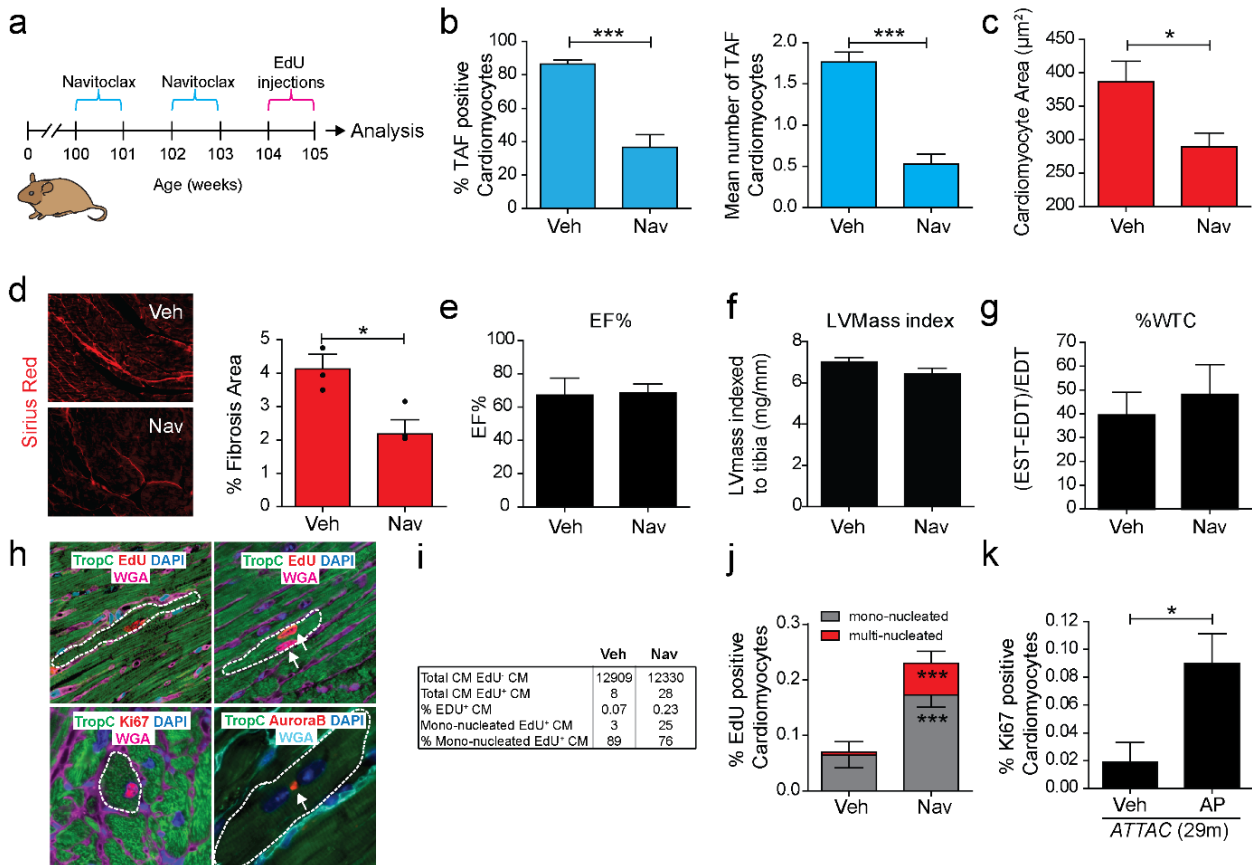 a
Navitoclax
Navitoclax
EdU
injections
Analysis
0
100
101
102
103
104
105
Age (weeks)
b
% TAF positive
Cardiomyocytes
100
80
60
40
20
0
***
Veh
Nav
Mean number of TAF
Cardiomyocytes
2.0
1.5
1.0
0.5
0.0
***
Veh
Nav
c
Cardiomyocyte Area (µm²)
400
350
300
250
200
*
Veh
Nav
d
Sirius Red
Veh
Nav
% Fibrosis Area
5
4
3
2
1
0
*
Veh
Nav
e
EF%
EF%
100
80
60
40
20
0
Veh
Nav
f
LVMass index
LVmass indexed
to tibia (mg/mm)
8
6
4
2
0
Veh
Nav
g
%WTC
(EST-EDT)/EDT
70
60
50
40
30
20
10
0
Veh
Nav
h
TropC EdU DAPI
WGA
TropC EdU DAPI
WGA
TropC Ki67 DAPI
WGA
TropC AuroraB DAPI
WGA
i
Veh Nav
Total CM EdU⁻ CM 12909 12330
Total CM EdU⁺ CM 8 28
% EDU⁺ CM 0.07 0.23
Mono-nucleated EdU⁺ CM 3 25
% Mono-nucleated EdU⁺ CM 89 76
j
% EdU positive
Cardiomyocytes
0.3
0.2
0.1
0.0
mono-nucleated
multi-nucleated
***
***
Veh
Nav
k
% Ki67 positive
Cardiomyocytes
0.12
0.10
0.08
0.06
0.04
0.02
0.00
*
Veh
AP
ATTAC (29m)